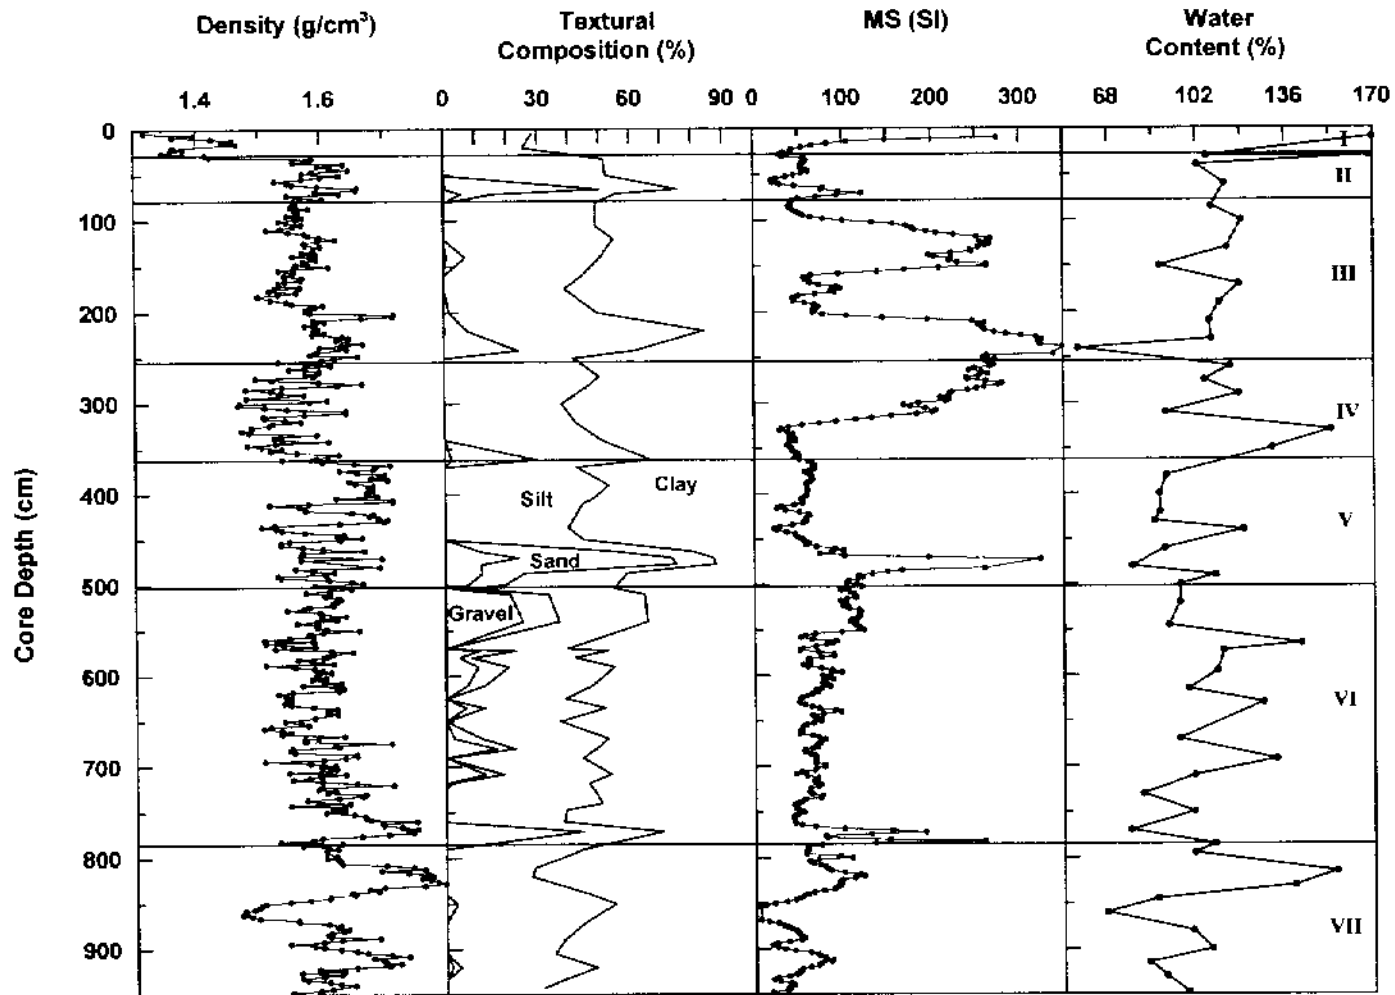 Density (g/cm³)
Textural
Composition (%)
MS (SI)
Water
Content (%)
1.4 1.6 0 30 60 90 0 100 200 300 68 102 136 170
Core Depth (cm)
0
100
200
300
400
500
600
700
800
900
Silt
Clay
Sand
Gravel
I
II
III
IV
V
VI
VII